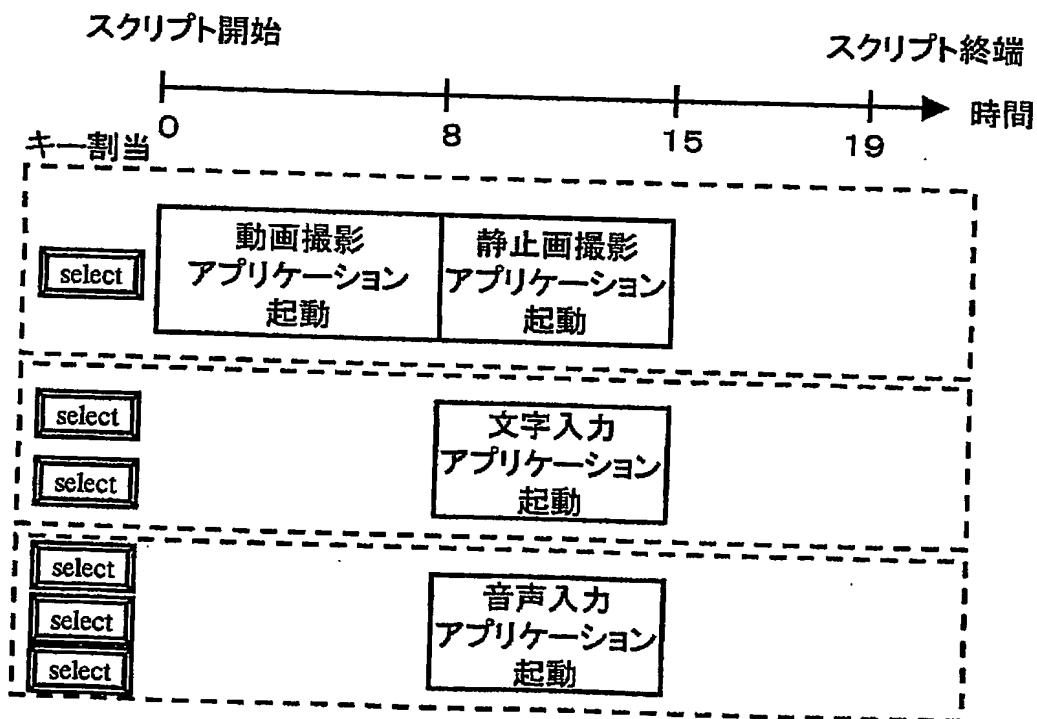 スクリプト開始
スクリプト終端
時間
0
8
15
19
キー割当
select
動画撮影
アプリケーション
起動
静止画撮影
アプリケーション
起動
select
select
文字入力
アプリケーション
起動
select
select
select
音声入力
アプリケーション
起動